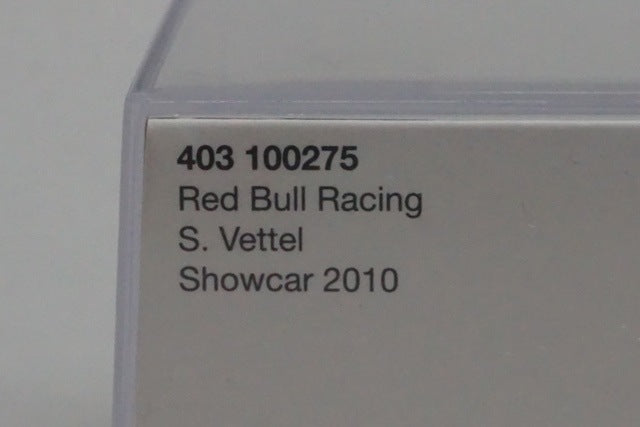 403 100275
Red Bull Racing
S. Vettel
Showcar 2010